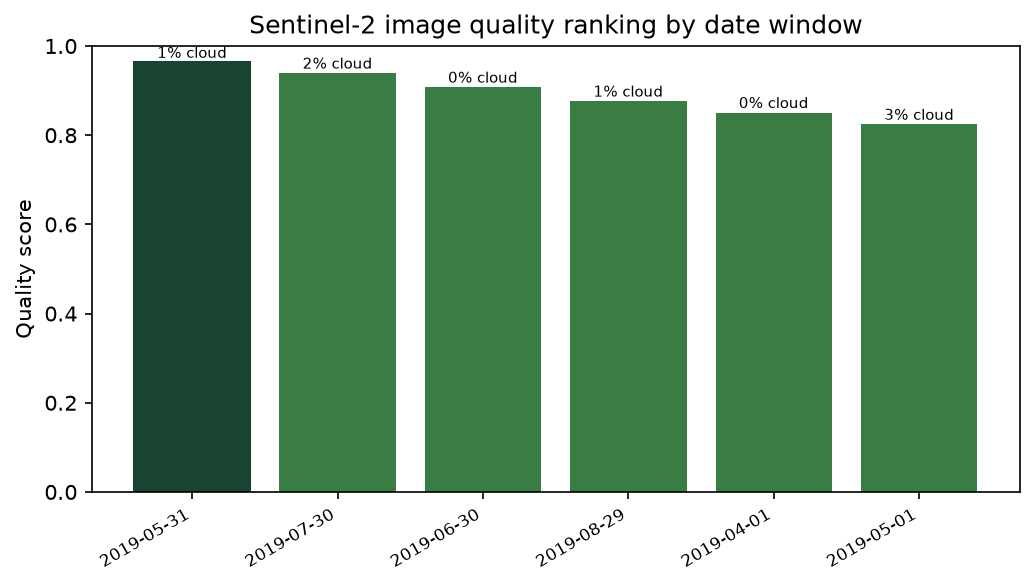 Sentinel-2 image quality ranking by date window
1.0
0.8
0.6
0.4
0.2
0.0
Quality score
1% cloud
2% cloud
0% cloud
1% cloud
0% cloud
3% cloud
2019-05-31
2019-07-30
2019-06-30
2019-08-29
2019-04-01
2019-05-01